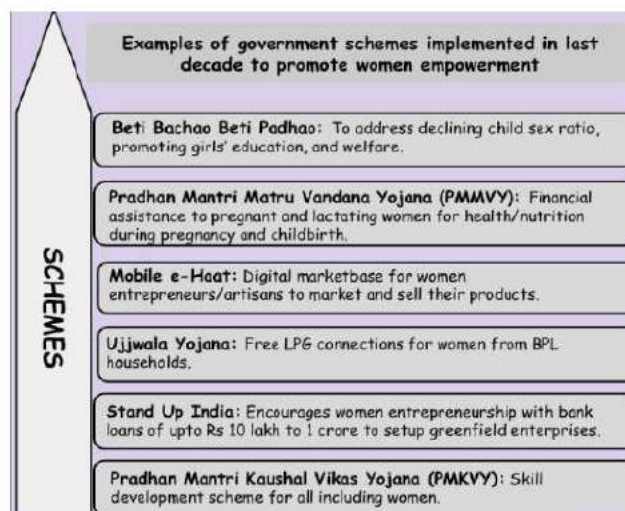 Examples of government schemes implemented in last
decade to promote women empowerment
SCHEMES
Beti Bachao Beti Padhao: To address declining child sex ratio,
promoting girls' education, and welfare.
Pradhan Mantri Matru Vandana Yojana (PMMVY): Financial
assistance to pregnant and lactating women for health/nutrition
during pregnancy and childbirth.
Mobile e-Haat: Digital marketbase for women
entrepreneurs/artisans to market and sell their products.
Ujjwala Yojana: Free LPG connections for women from BPL
households.
Stand Up India: Encourages women entrepreneurship with bank
loans of upto Rs 10 lakh to 1 crore to setup greenfield enterprises.
Pradhan Mantri Kaushal Vikas Yojana (PMKVY): Skill
development scheme for all including women.